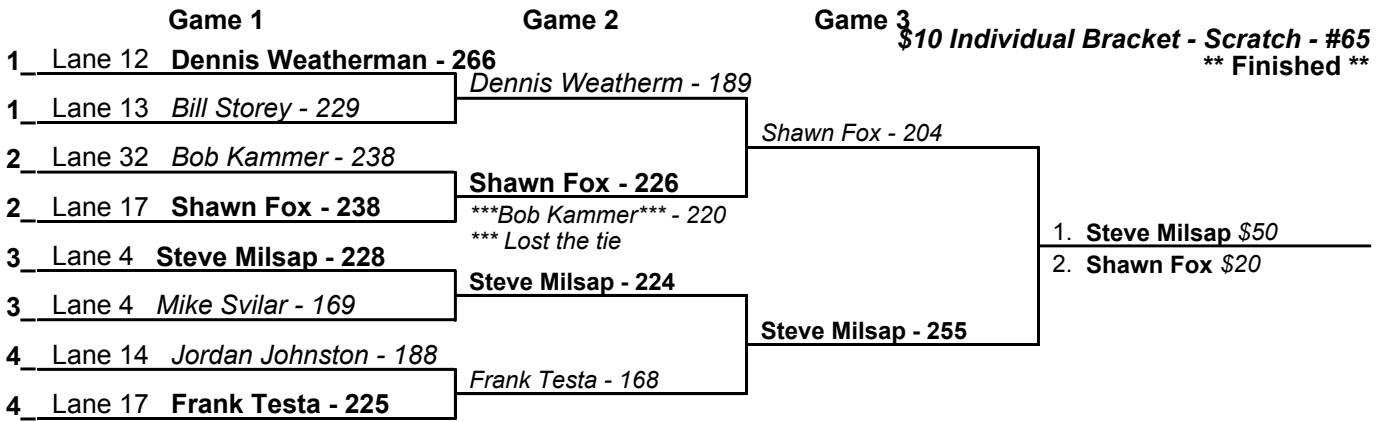 Game 1 Game 2 Game 3
$10 Individual Bracket - Scratch - #65
** Finished **
1_ Lane 12 Dennis Weatherman - 266
Dennis Weatherm - 189
1_ Lane 13 Bill Storey - 229
Shawn Fox - 204
2_ Lane 32 Bob Kammer - 238
Shawn Fox - 226
2_ Lane 17 Shawn Fox - 238
***Bob Kammer*** - 220
*** Lost the tie
1. Steve Milsap $50
2. Shawn Fox $20
3_ Lane 4 Steve Milsap - 228
Steve Milsap - 224
3_ Lane 4 Mike Svilar - 169
Steve Milsap - 255
4_ Lane 14 Jordan Johnston - 188
Frank Testa - 168
4_ Lane 17 Frank Testa - 225